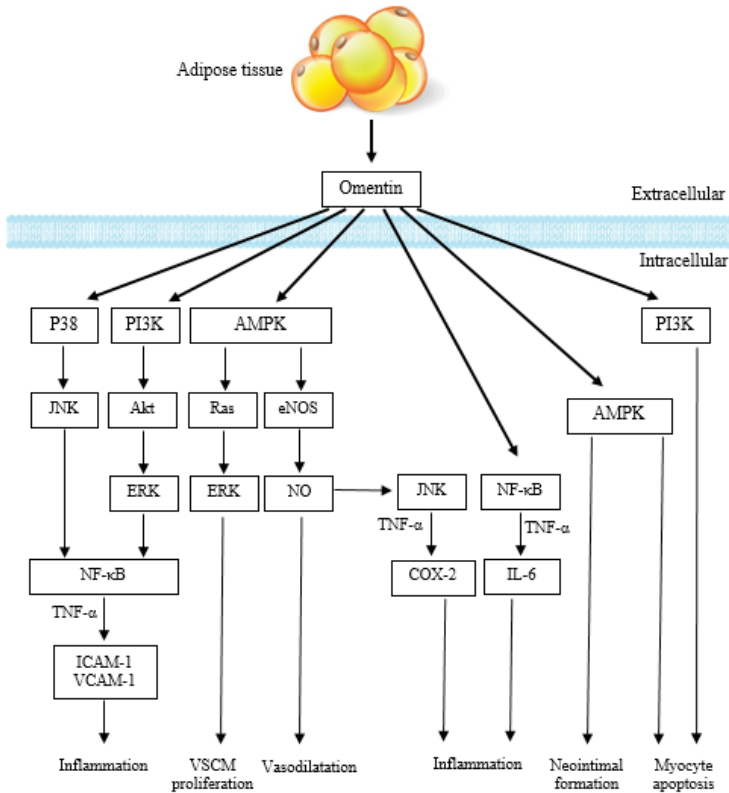 Adipose tissue
Omentin
Extracellular
Intracellular
P38
PI3K
AMPK
PI3K
JNK
Akt
Ras
eNOS
AMPK
ERK
ERK
NO
JNK
NF-κB
TNF-α
TNF-α
NF-κB
COX-2
IL-6
TNF-α
ICAM-1
VCAM-1
Inflammation
VSCM
proliferation
Vasodilatation
Inflammation
Neointimal
formation
Myocyte
apoptosis